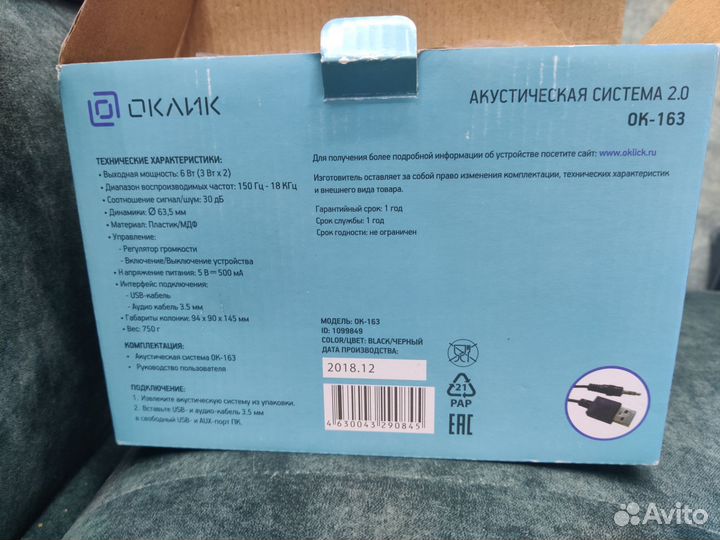 ОКЛИК
АКУСТИЧЕСКАЯ СИСТЕМА 2.0
OK-163
ТЕХНИЧЕСКИЕ ХАРАКТЕРИСТИКИ:
• Выходная мощность: 6 Вт (3 Вт x 2)
• Диапазон воспроизводимых частот: 150 Гц - 18 КГц
• Соотношение сигнал/шум: 30 дБ
• Динамики: Ø 63,5 мм
• Материал: Пластик/МДФ
• Управление:
- Регулятор громкости
- Включение/Выключение устройства
• Напряжение питания: 5 В⎓500 мА
• Интерфейс подключения:
- USB-кабель
- Аудио кабель 3.5 мм
• Габариты колонки: 94 x 90 x 145 мм
• Вес: 750 г
КОМПЛЕКТАЦИЯ:
• Акустическая система OK-163
• Руководство пользователя
ПОДКЛЮЧЕНИЕ:
1. Извлеките акустическую систему из упаковки.
2. Вставьте USB- и аудио-кабель 3.5 мм
в свободный USB- и AUX-порт ПК.
Для получения более подробной информации об устройстве посетите сайт: www.oklick.ru
Изготовитель оставляет за собой право изменения комплектации, технических характеристик
и внешнего вида товара.
Гарантийный срок: 1 год
Срок службы: 1 год
Срок годности: не ограничен
МОДЕЛЬ: OK-163
ID: 1099849
COLOR/ЦВЕТ: BLACK/ЧЕРНЫЙ
ДАТА ПРОИЗВОДСТВА:
2018.12
4 630043 290845
21
PAP
EAC
Avito